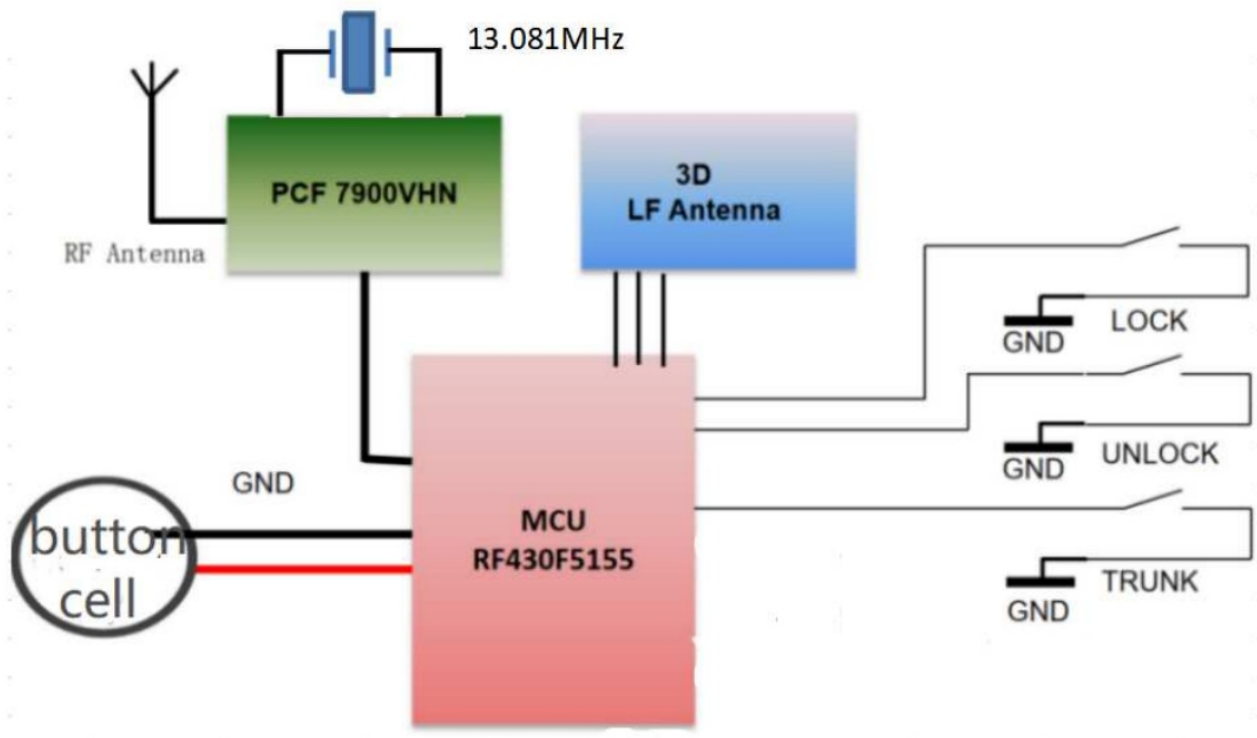 13.081MHz
PCF 7900VHN
3D
LF Antenna
RF Antenna
LOCK
GND
UNLOCK
GND
GND
button
cell
MCU
RF430F5155
TRUNK
GND